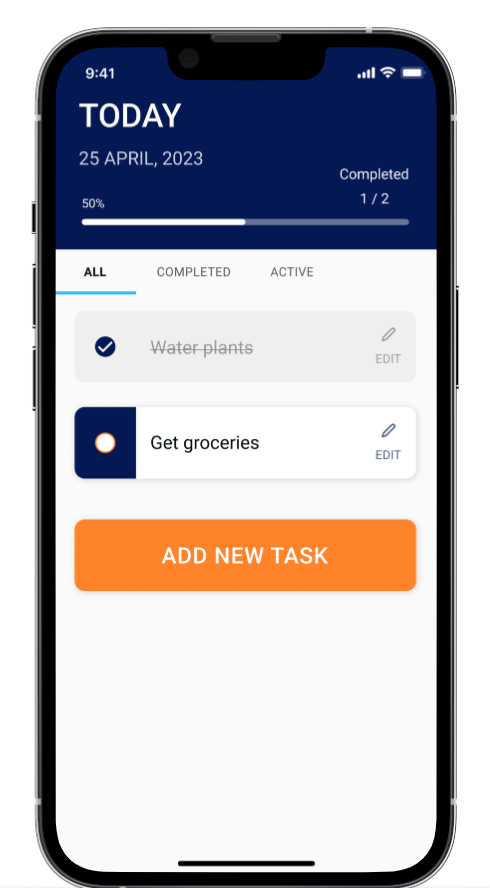 9:41
TODAY
25 APRIL, 2023
Completed
50%
1 / 2
ALL COMPLETED ACTIVE
Water plants
EDIT
Get groceries
EDIT
ADD NEW TASK